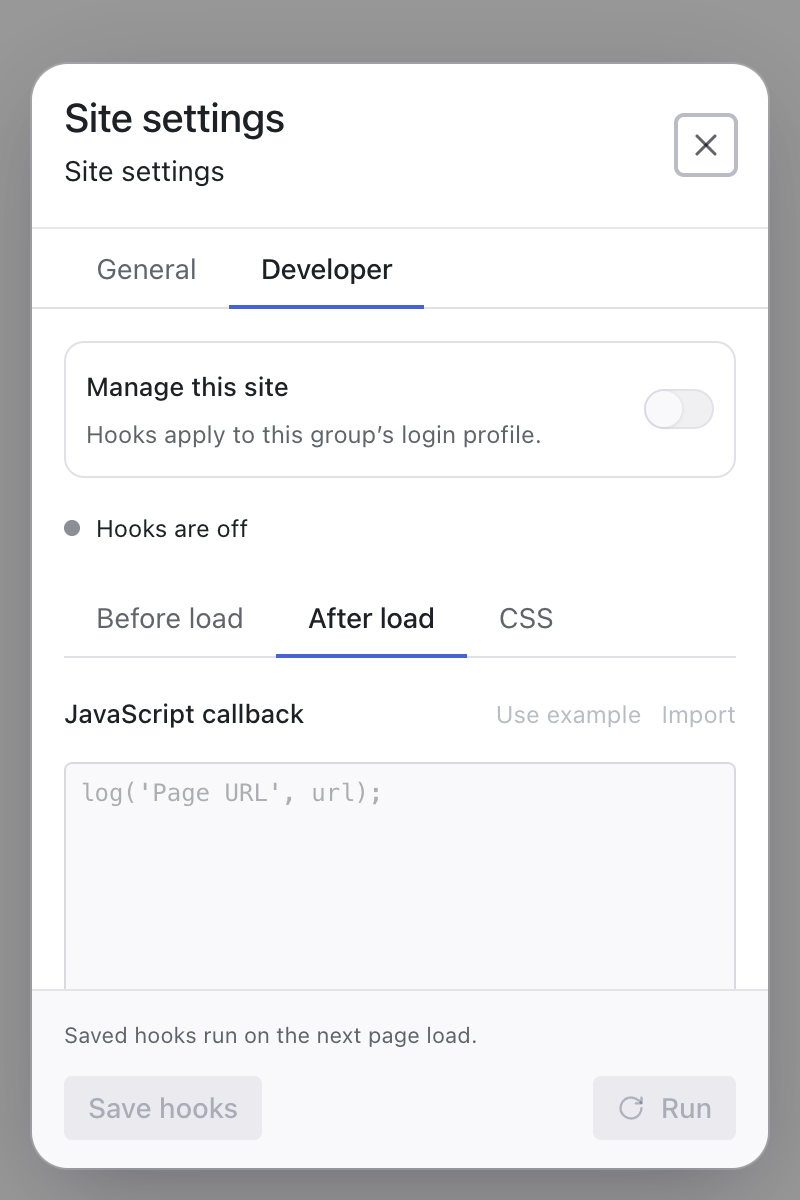 Site settings
Site settings
General Developer
Manage this site
Hooks apply to this group’s login profile.
Hooks are off
Before load After load CSS
JavaScript callback Use example Import
log('Page URL', url);
Saved hooks run on the next page load.
Save hooks Run